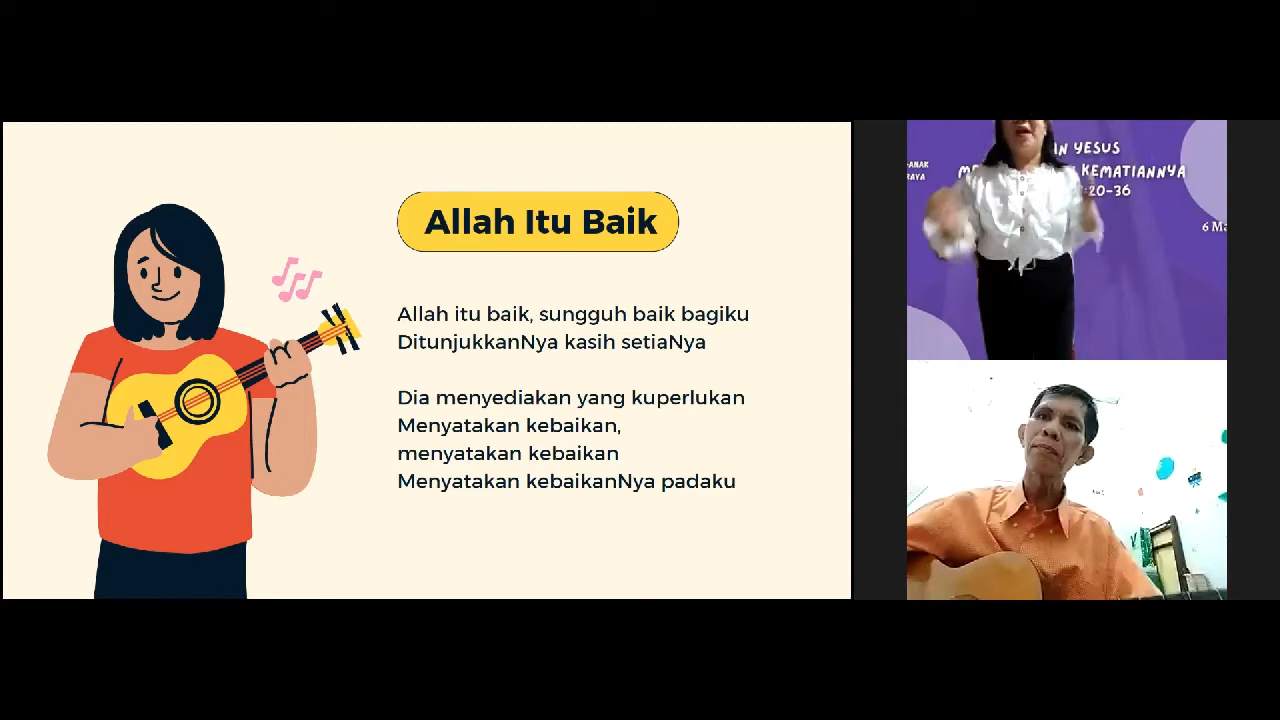 Allah Itu Baik
Allah itu baik, sungguh baik bagiku
DitunjukkanNya kasih setiaNya
Dia menyediakan yang kuperlukan
Menyatakan kebaikan,
menyatakan kebaikan
Menyatakan kebaikanNya padaku
YESUS
KEMATIANNYA
:20-36